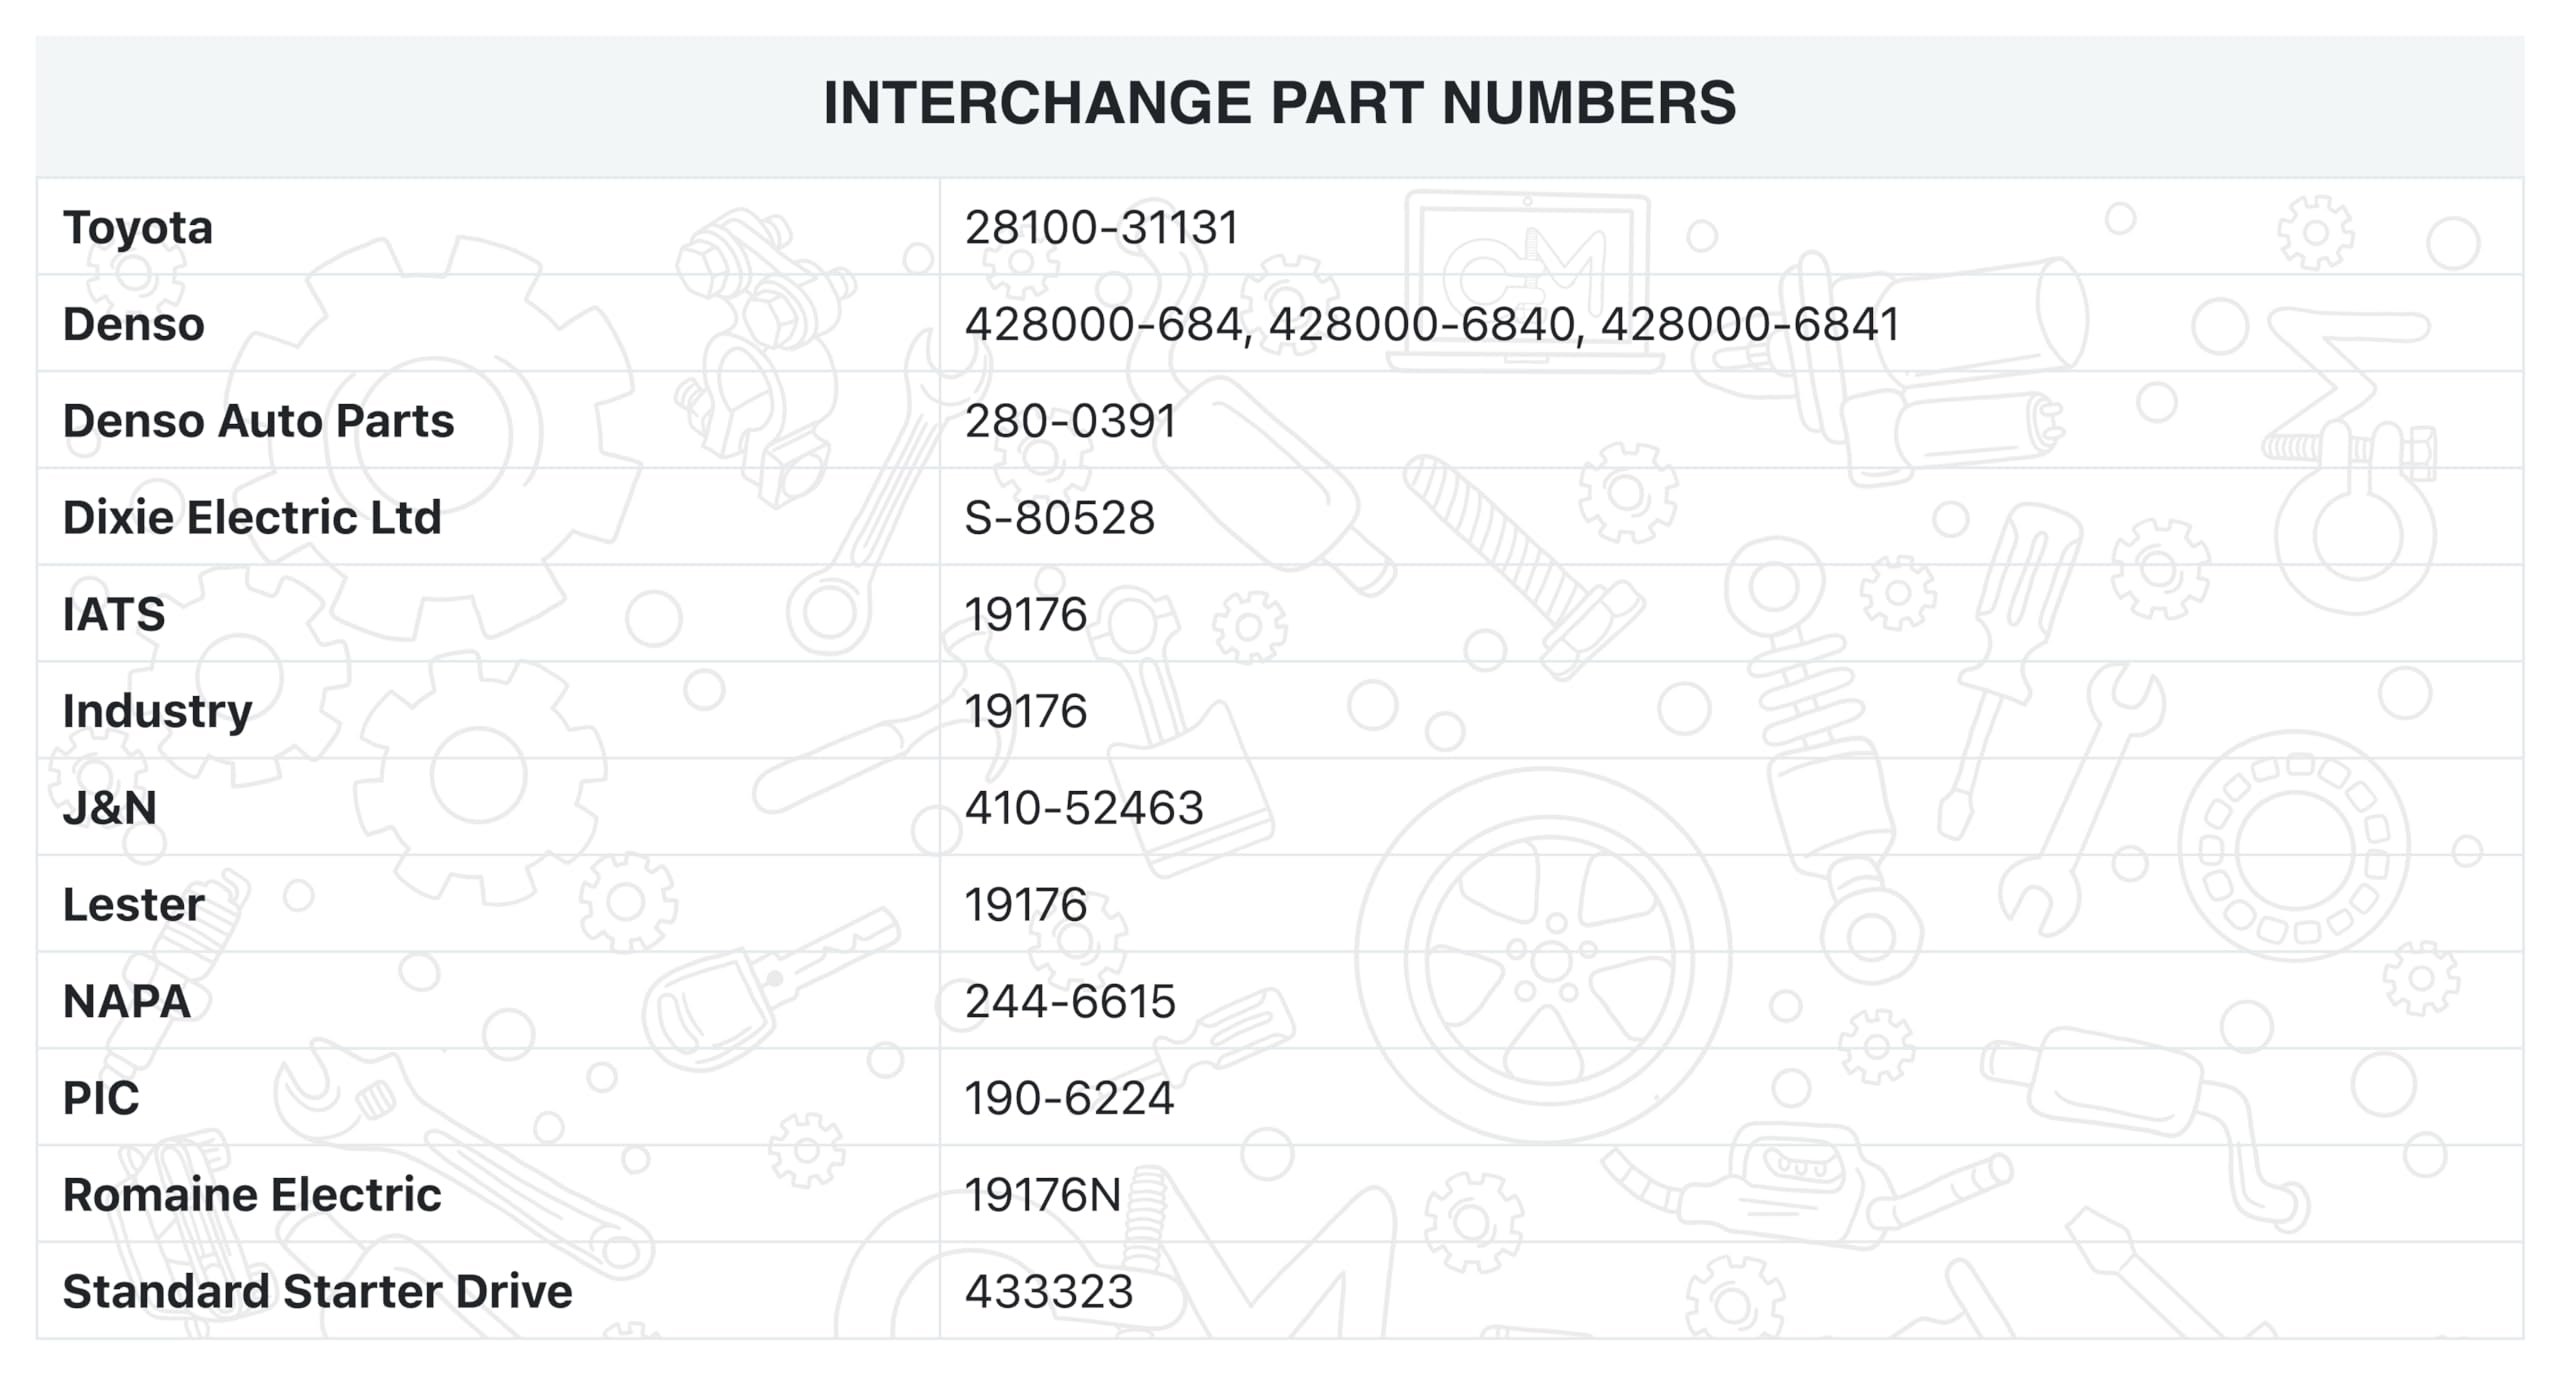 INTERCHANGE PART NUMBERS
Toyota 28100-31131
Denso 428000-684, 428000-6840, 428000-6841
Denso Auto Parts 280-0391
Dixie Electric Ltd S-80528
IATS 19176
Industry 19176
J&N 410-52463
Lester 19176
NAPA 244-6615
PIC 190-6224
Romaine Electric 19176N
Standard Starter Drive 433323